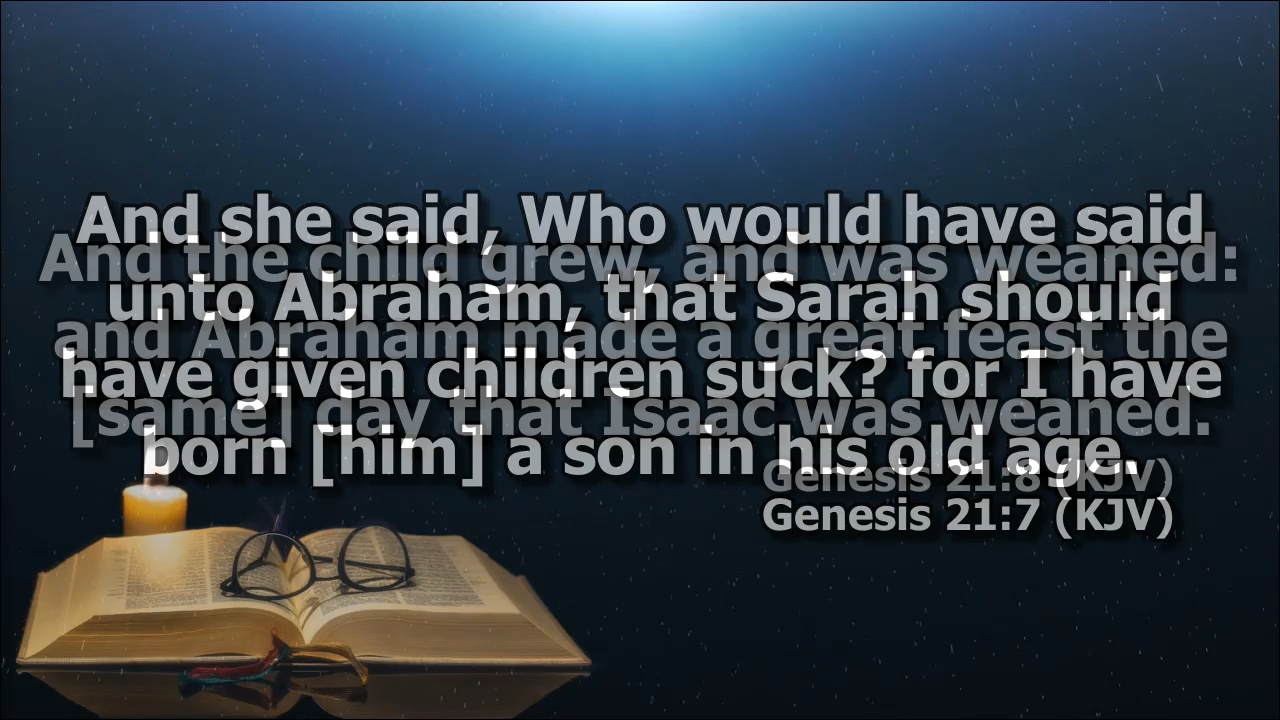 And she said, Who would have said
unto Abraham, that Sarah should
have given children suck? for I have
born [him] a son in his old age.
Genesis 21:7 (KJV)
And the child grew, and was weaned:
and Abraham made a great feast the
[same] day that Isaac was weaned.
Genesis 21:8 (KJV)